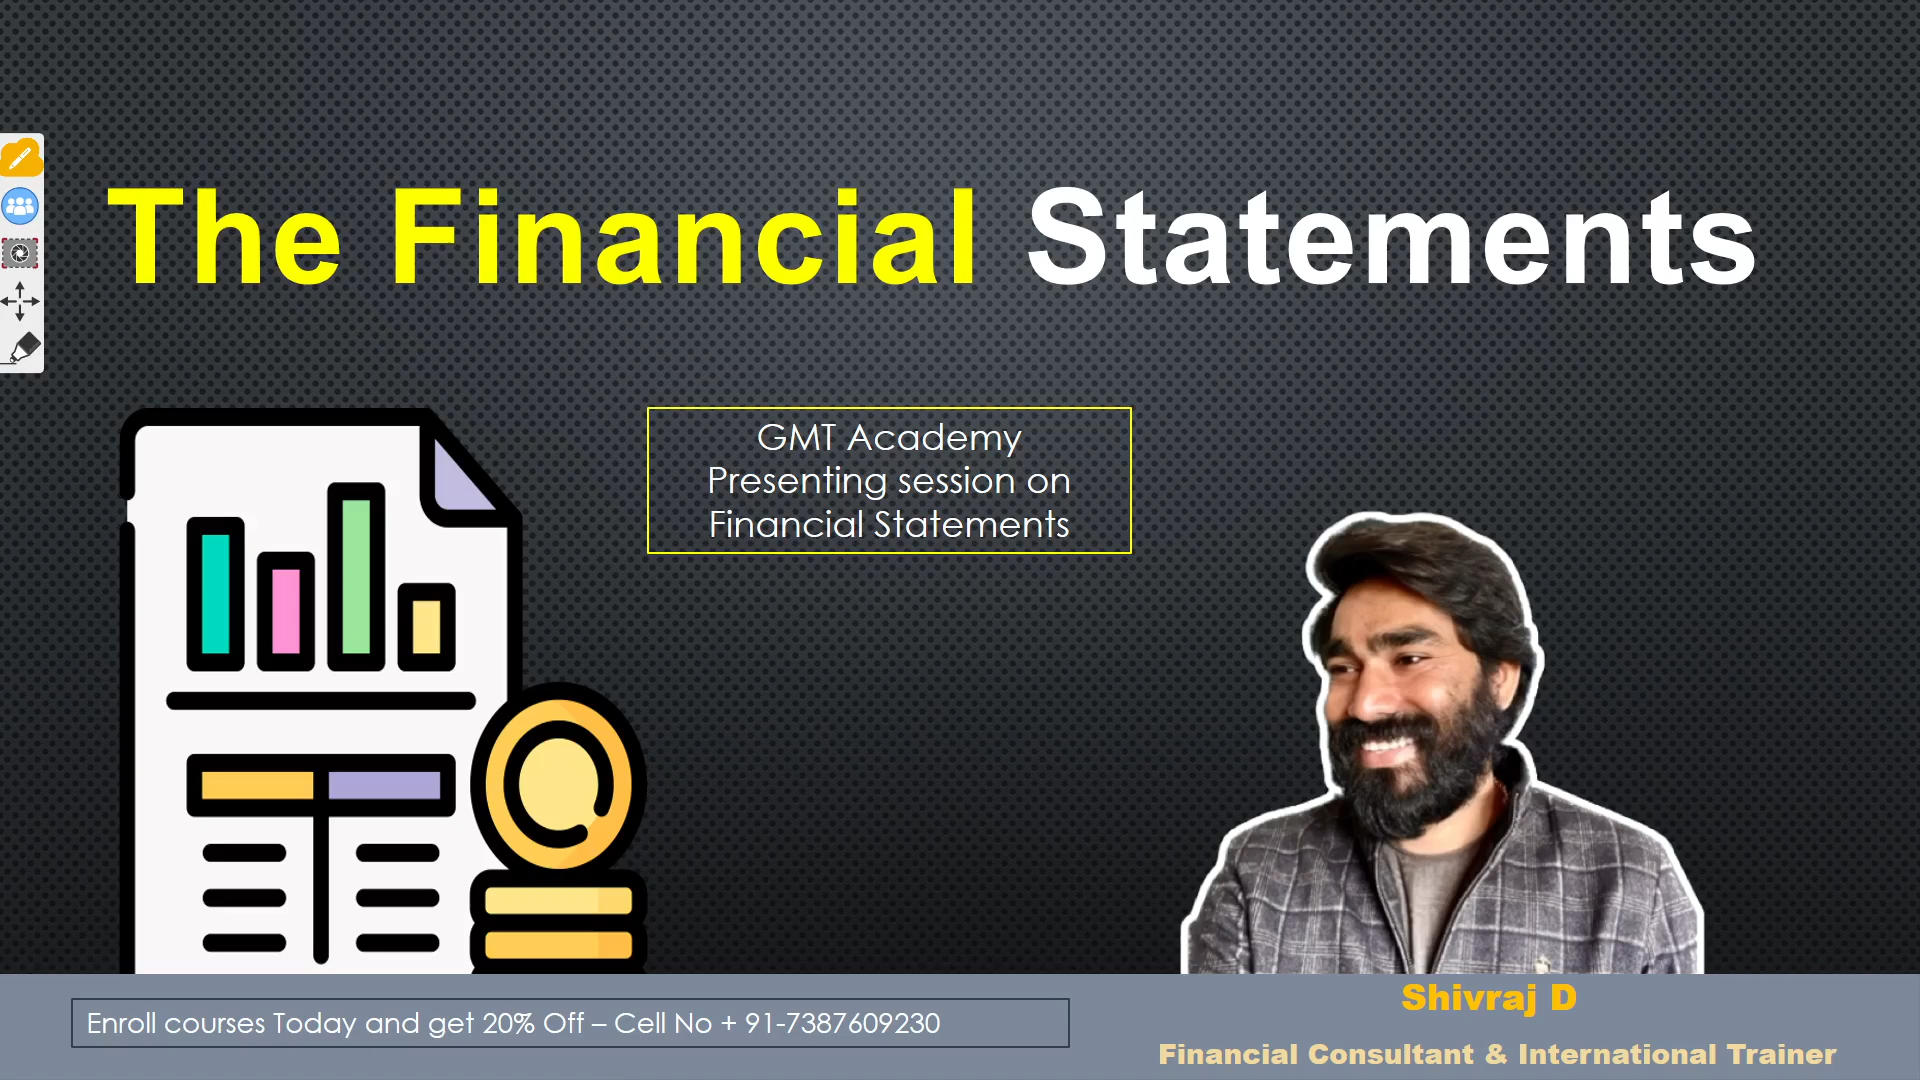 The Financial Statements
GMT Academy
Presenting session on
Financial Statements
Shivraj D
Enroll courses Today and get 20% Off – Cell No + 91-7387609230
Financial Consultant & International Trainer